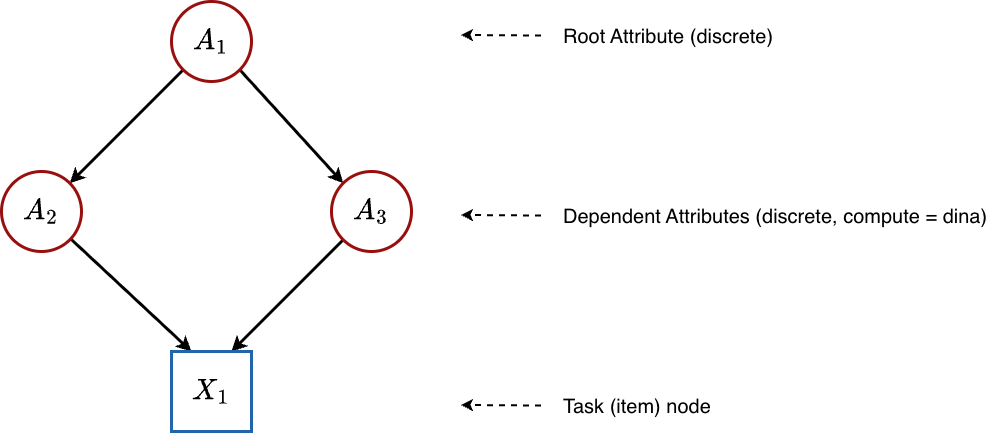 A₁
Root Attribute (discrete)
A₂
A₃
Dependent Attributes (discrete, compute = dina)
X₁
Task (item) node